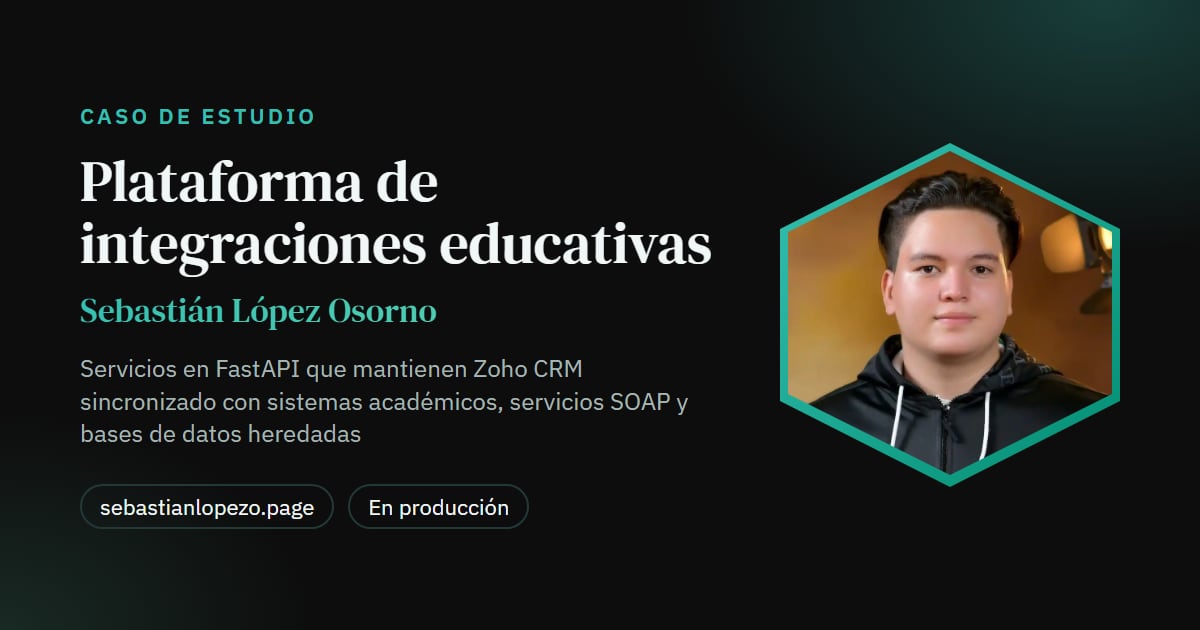 CASO DE ESTUDIO
Plataforma de
integraciones educativas
Sebastián López Osorno
Servicios en FastAPI que mantienen Zoho CRM
sincronizado con sistemas académicos, servicios SOAP y
bases de datos heredadas
sebastianlopezo.page
En producción